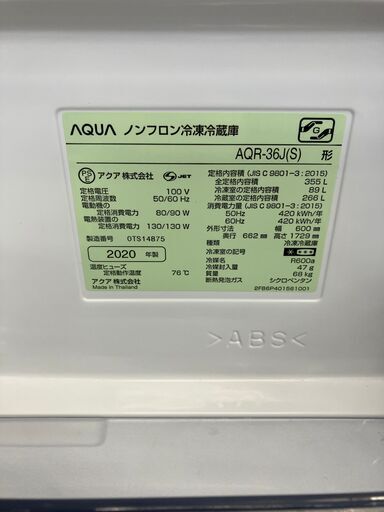 AQUA ノンフロン冷凍冷蔵庫
AQR-36J(S) 形
PSE アクア 株式会社 JET
定格電圧 100 V
定格周波数 50/60 Hz
電動機の
定格消費電力 80/90 W
電熱装置の
定格消費電力 130/130 W
製造番号 0TS14875
2020 年製
温度ヒューズ
定格動作温度 76℃
アクア 株式会社
Made in Thailand
定格内容積 (JIS C 9801-3 : 2015)
全定格内容積 355 L
冷凍室の定格内容積 89 L
冷蔵室の定格内容積 266 L
消費電力量 (JIS C 9801-3 : 2015)
50Hz 420 kWh/年
60Hz 420 kWh/年
外形寸法 幅 600 mm
奥行 662 mm 高さ 1729 mm
種類 冷凍冷蔵庫
冷凍室の記号
冷媒名 R600a
冷媒封入量 47 g
質量 68 kg
断熱発泡ガス シクロペンタン
2FB6P401561001
>ABS<